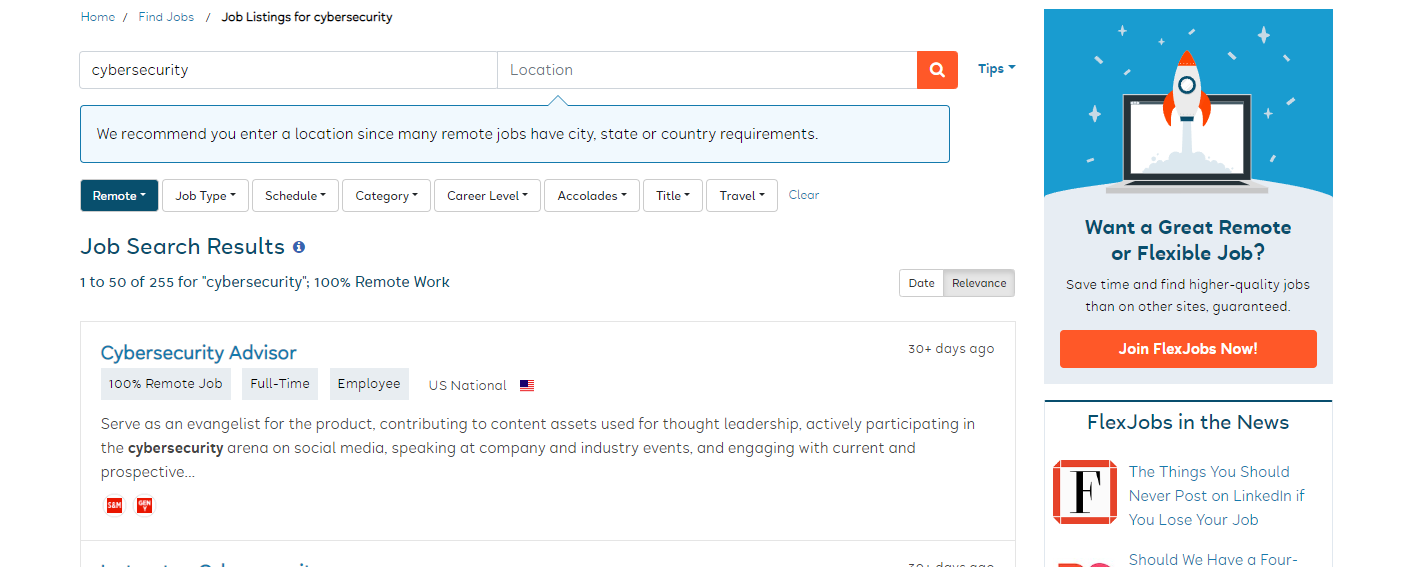 Home / Find Jobs / Job Listings for cybersecurity
cybersecurity Location Tips
We recommend you enter a location since many remote jobs have city, state or country requirements.
Remote Job Type Schedule Category Career Level Accolades Title Travel Clear
Job Search Results
1 to 50 of 255 for "cybersecurity"; 100% Remote Work
Date Relevance
Cybersecurity Advisor 30+ days ago
100% Remote Job Full-Time Employee US National
Serve as an evangelist for the product, contributing to content assets used for thought leadership, actively participating in
the cybersecurity arena on social media, speaking at company and industry events, and engaging with current and
prospective...
S&M GEN
Want a Great Remote
or Flexible Job?
Save time and find higher-quality jobs
than on other sites, guaranteed.
Join FlexJobs Now!
FlexJobs in the News
F
The Things You Should
Never Post on LinkedIn if
You Lose Your Job
Should We Have a Four-